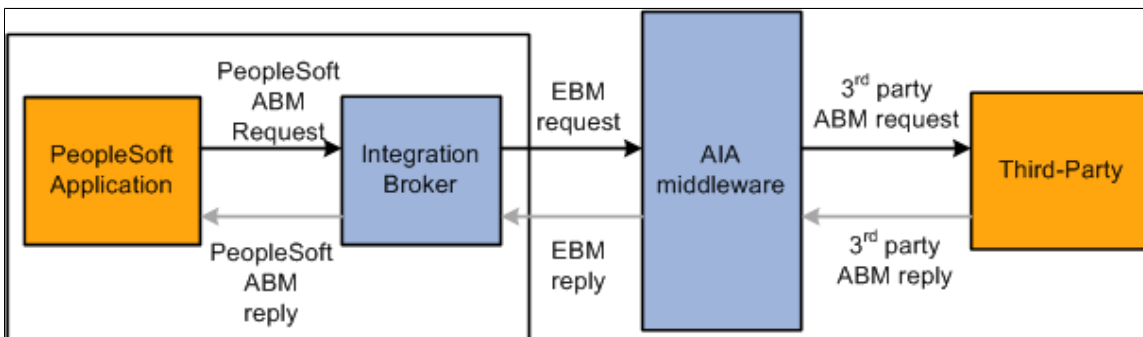 PeopleSoft
Application
PeopleSoft
ABM
Request
PeopleSoft
ABM
reply
Integration
Broker
EBM
request
EBM
reply
AIA
middleware
3rd party
ABM request
3rd party
ABM reply
Third-Party